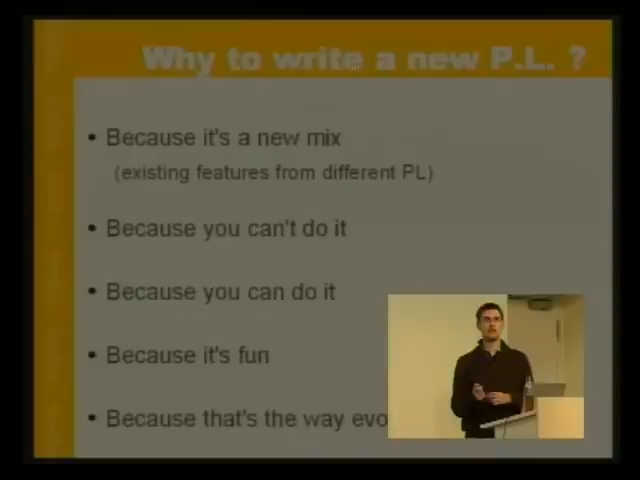 Why to write a new P.L. ?
• Because it's a new mix
(existing features from different PL)
• Because you can't do it
• Because you can do it
• Because it's fun
• Because that's the way evo